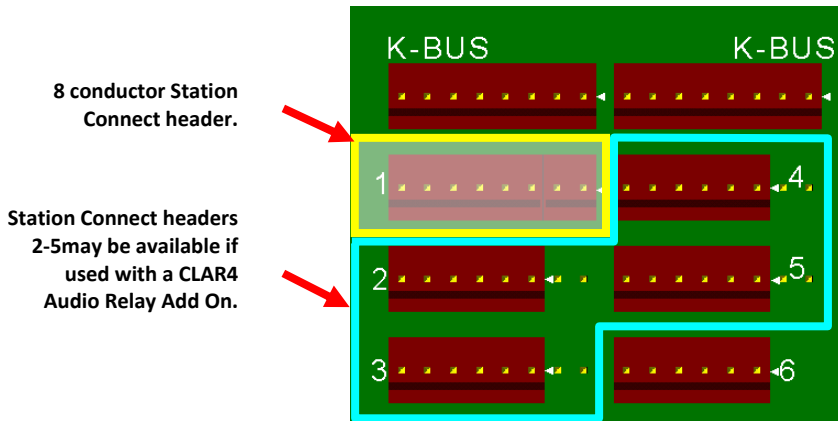 K-BUS K-BUS
8 conductor Station
Connect header.
1 4
Station Connect headers
2-5may be available if
used with a CLAR4
Audio Relay Add On.
2 5
3 6